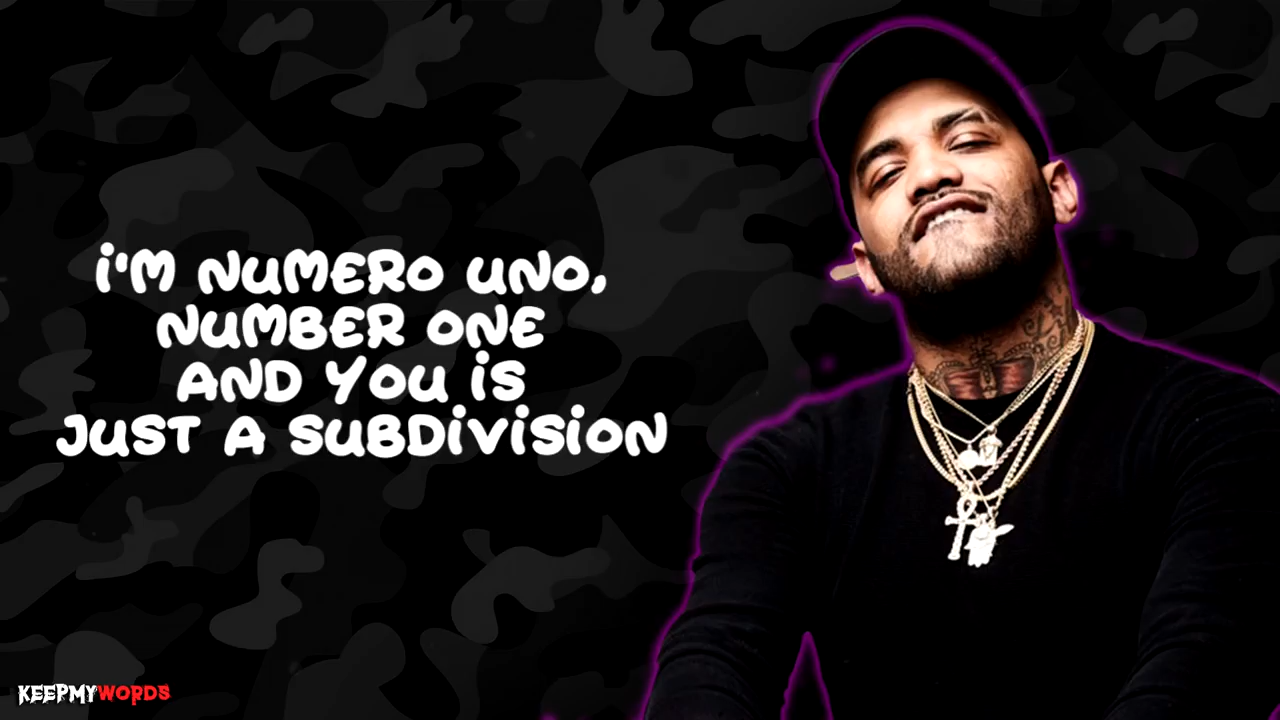 i'm numero uno,
number one
and you is
just a subdivision
KEEPMYWORDS